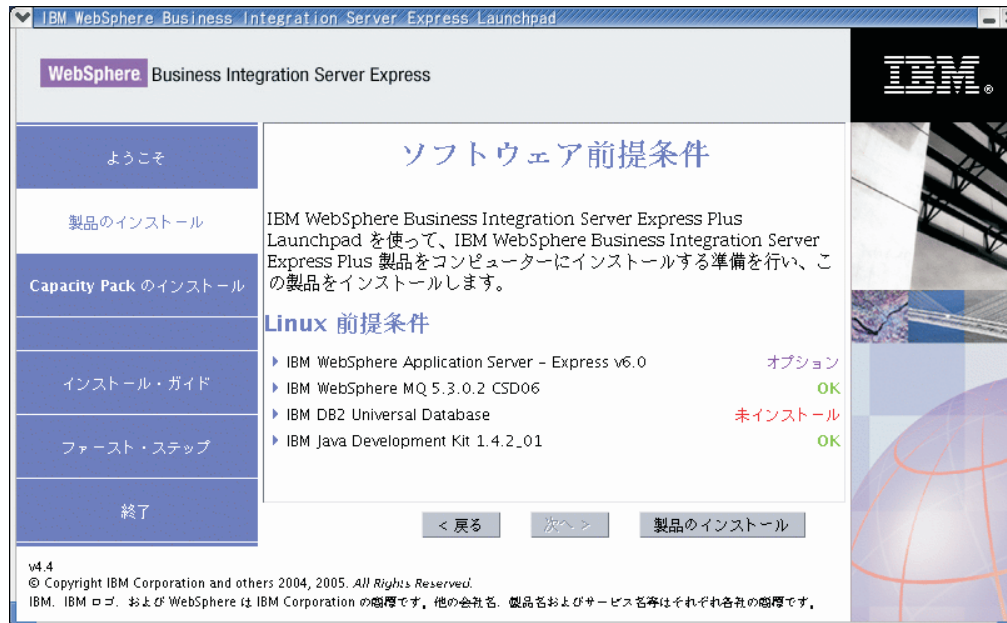 IBM WebSphere Business Integration Server Express Launchpad
WebSphere. Business Integration Server Express
IBM®
ようこそ
製品のインストール
Capacity Pack のインストール
インストール・ガイド
ファースト・ステップ
終了
ソフトウェア前提条件
IBM WebSphere Business Integration Server Express Plus
Launchpad を使って、IBM WebSphere Business Integration Server
Express Plus 製品をコンピューターにインストールする準備を行い、こ
の製品をインストールします。
Linux 前提条件
IBM WebSphere Application Server – Express v6.0 オプション
IBM WebSphere MQ 5.3.0.2 CSD06 OK
IBM DB2 Universal Database 未インストール
IBM Java Development Kit 1.4.2_01 OK
< 戻る 次へ > 製品のインストール
v4.4
© Copyright IBM Corporation and others 2004, 2005. All Rights Reserved.
IBM. IBM ロゴ. および WebSphere は IBM Corporation の商標です。他の会社名. 製品名およびサービス名等はそれぞれ各社の商標です。